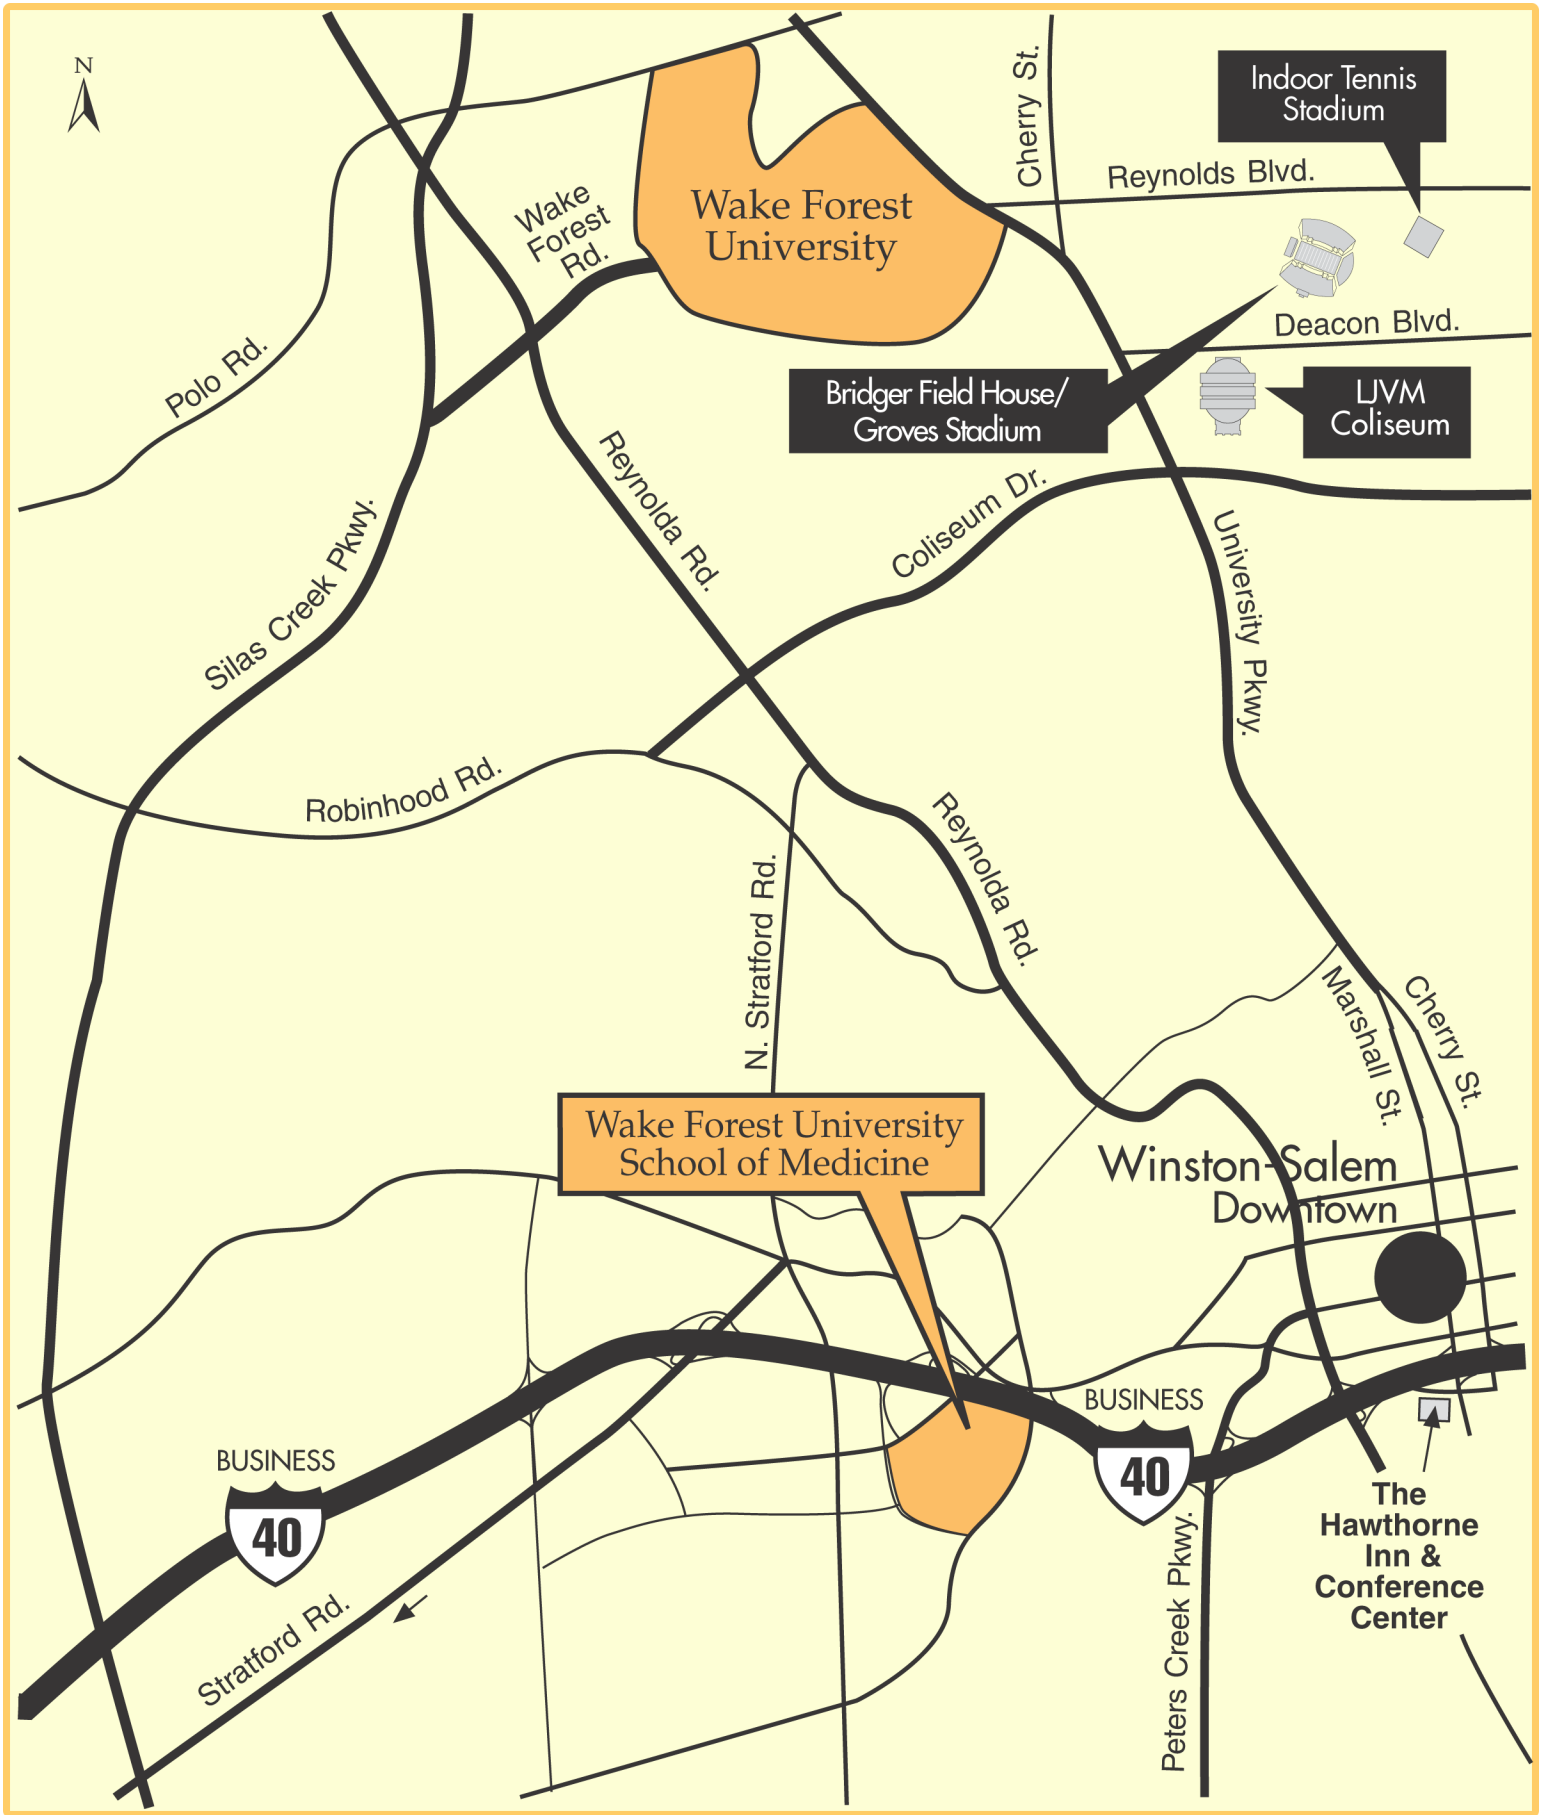 N
Cherry St.
Indoor Tennis
Stadium
Reynolds Blvd.
Wake
Forest
Rd.
Wake Forest
University
Deacon Blvd.
Polo Rd.
Bridger Field House/
Groves Stadium
LJVM
Coliseum
Reynolda Rd.
Coliseum Dr.
University Pkwy.
Silas Creek Pkwy.
Robinhood Rd.
Reynolda Rd.
N. Stratford Rd.
Marshall St.
Cherry St.
Wake Forest University
School of Medicine
Winston-Salem
Downtown
BUSINESS
40
BUSINESS
40
The
Hawthorne
Inn &
Conference
Center
Stratford Rd.
Peters Creek Pkwy.